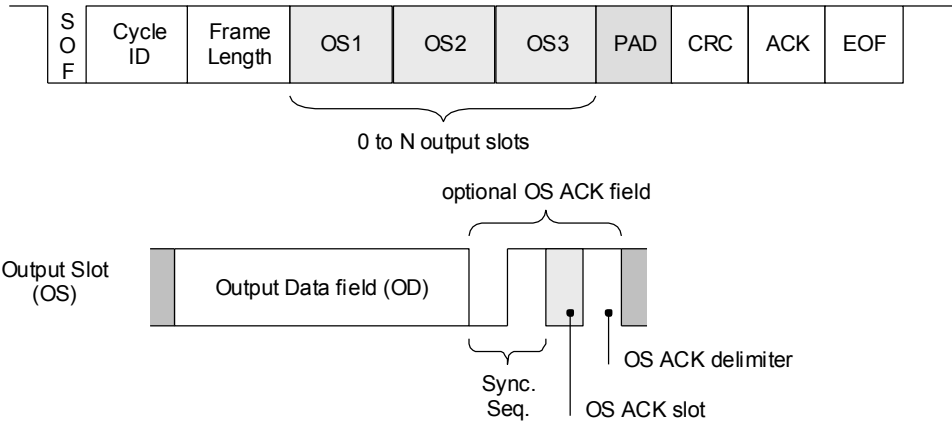 SOF
Cycle ID
Frame Length
OS1
OS2
OS3
PAD
CRC
ACK
EOF
0 to N output slots
optional OS ACK field
Output Slot (OS)
Output Data field (OD)
Sync. Seq.
OS ACK delimiter
OS ACK slot